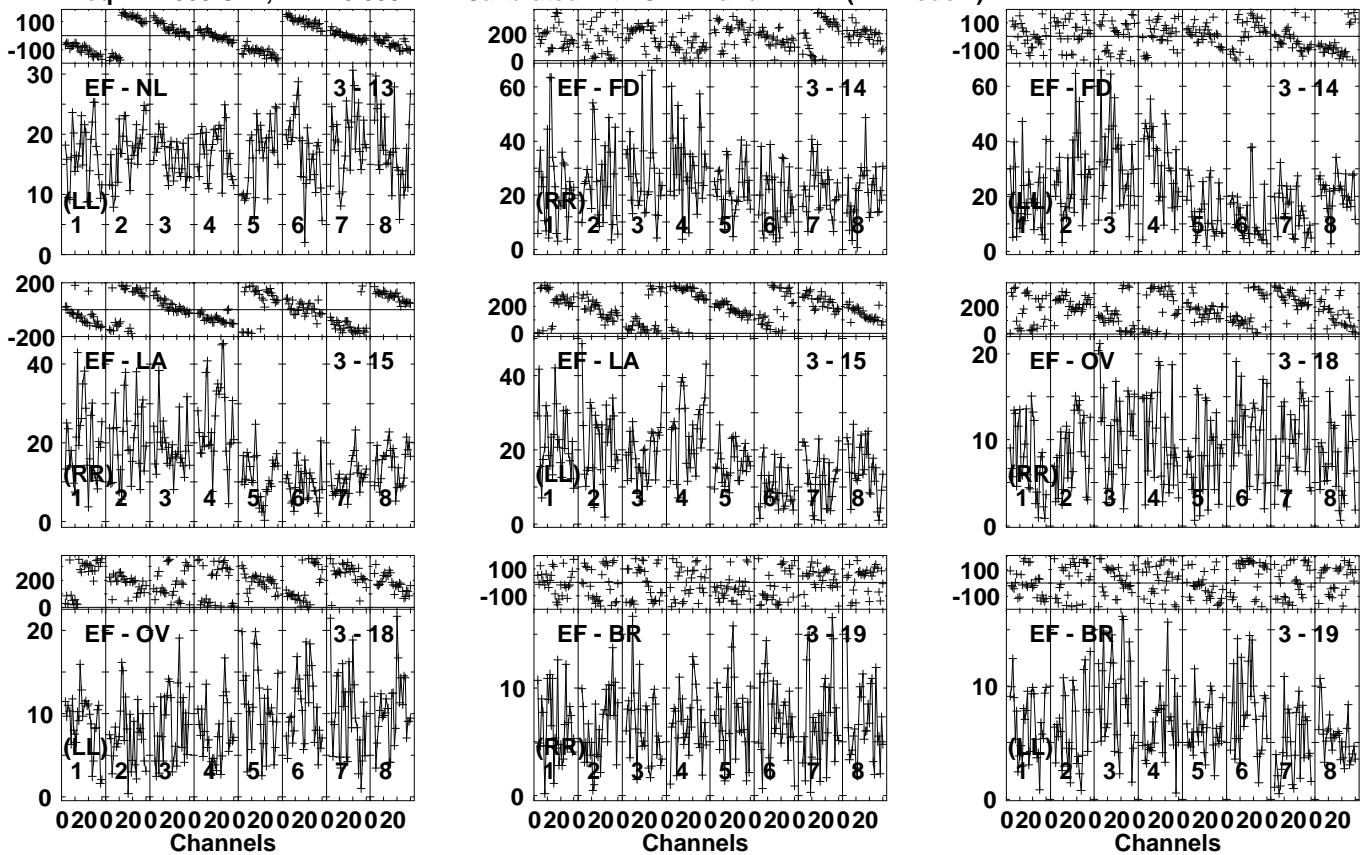 100
-100
30
EF - NL
3 - 13
20
10
(LL)
1 2 3 4 5 6 7 8
0
200
0
60
EF - FD
3 - 14
40
20
(RR)
1 2 3 4 5 6 7 8
0
100
-100
60
EF - FD
3 - 14
40
20
(LL)
1 2 3 4 5 6 7 8
0
200
-200
40
EF - LA
3 - 15
20
(RR)
1 2 3 4 5 6 7 8
0
200
0
40
EF - LA
3 - 15
20
(LL)
1 2 3 4 5 6 7 8
0
200
0
20
EF - OV
3 - 18
10
(RR)
1 2 3 4 5 6 7 8
0
200
0
20
EF - OV
3 - 18
10
(LL)
1 2 3 4 5 6 7 8
0
020020020020020020020020
Channels
100
-100
EF - BR
3 - 19
10
(RR)
1 2 3 4 5 6 7 8
0
020020020020020020020020
Channels
100
-100
EF - BR
3 - 19
10
(LL)
1 2 3 4 5 6 7 8
0
020020020020020020020020
Channels